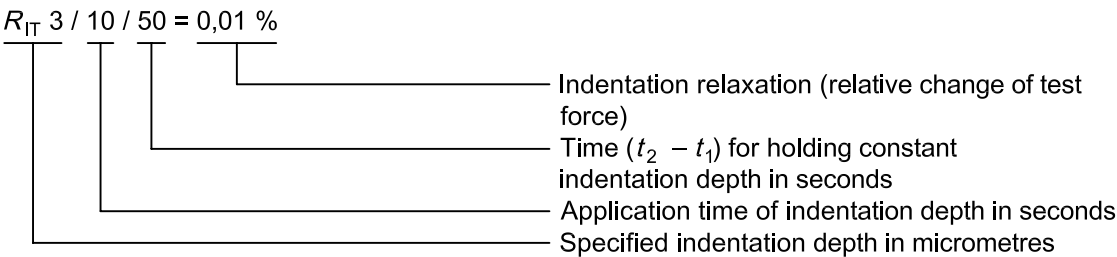 R_IT 3 / 10 / 50 = 0,01 %
Indentation relaxation (relative change of test
force)
Time (t_2 – t_1) for holding constant
indentation depth in seconds
Application time of indentation depth in seconds
Specified indentation depth in micrometres